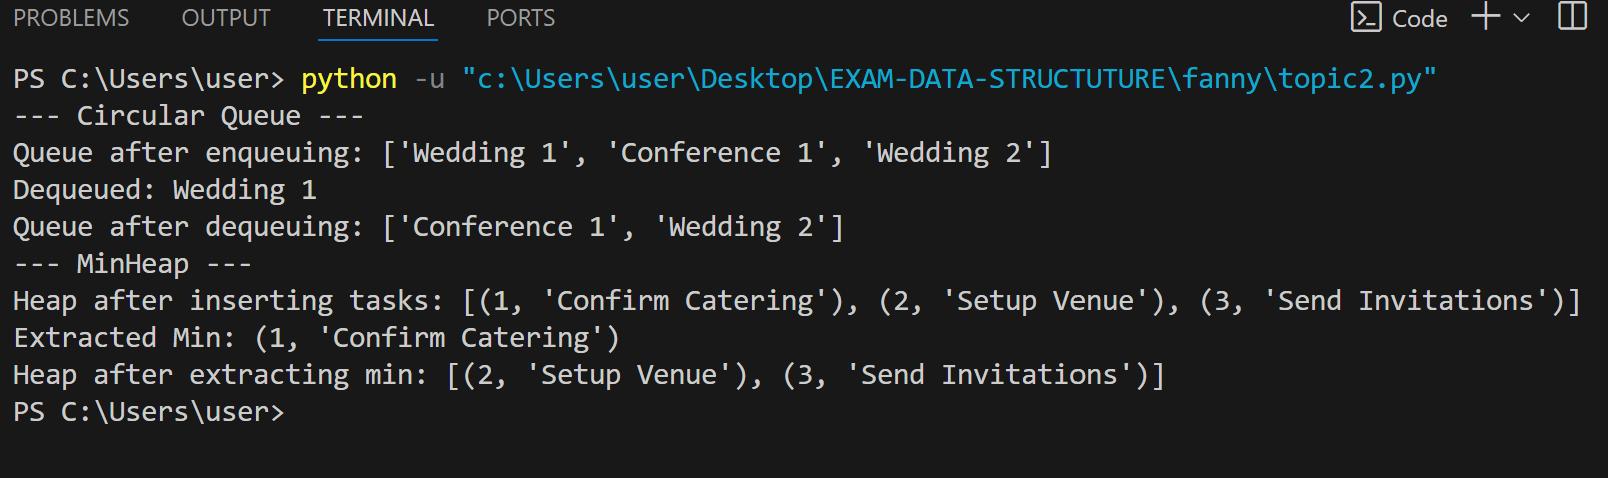 PROBLEMS OUTPUT TERMINAL PORTS Code
PS C:\Users\user> python -u "c:\Users\user\Desktop\EXAM-DATA-STRUCTUTURE\fanny\topic2.py"
--- Circular Queue ---
Queue after enqueuing: ['Wedding 1', 'Conference 1', 'Wedding 2']
Dequeued: Wedding 1
Queue after dequeuing: ['Conference 1', 'Wedding 2']
--- MinHeap ---
Heap after inserting tasks: [(1, 'Confirm Catering'), (2, 'Setup Venue'), (3, 'Send Invitations')]
Extracted Min: (1, 'Confirm Catering')
Heap after extracting min: [(2, 'Setup Venue'), (3, 'Send Invitations')]
PS C:\Users\user>